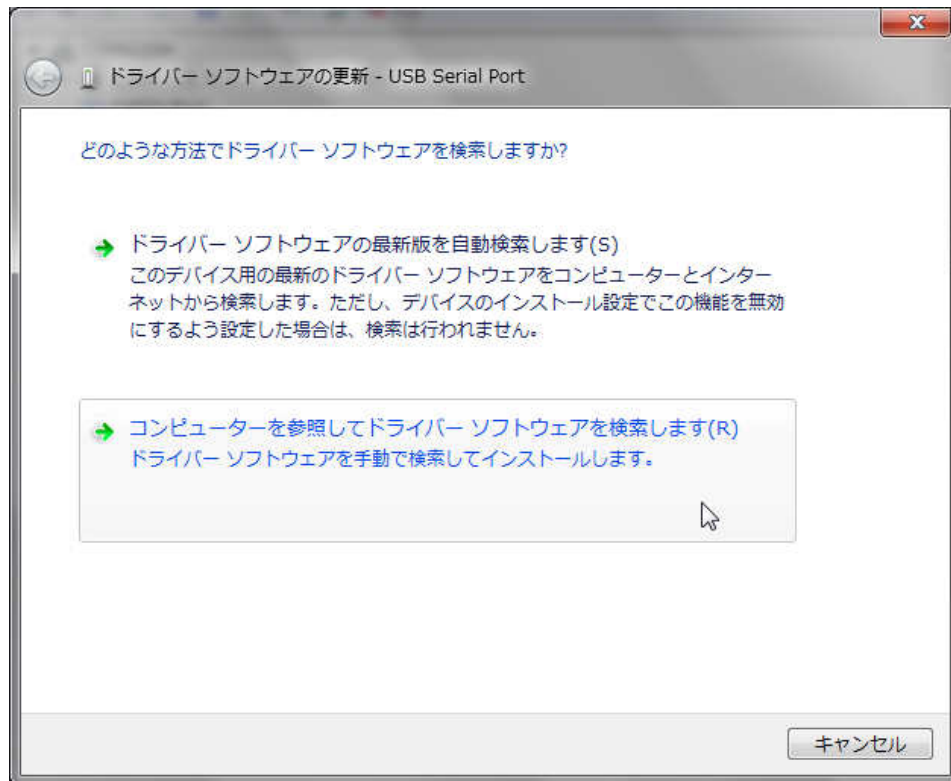 ドライバー ソフトウェアの更新 - USB Serial Port
どのような方法でドライバー ソフトウェアを検索しますか?
ドライバー ソフトウェアの最新版を自動検索します(S)
このデバイス用の最新のドライバー ソフトウェアをコンピューターとインター
ネットから検索します。ただし、デバイスのインストール設定でこの機能を無効
にするよう設定した場合は、検索は行われません。
コンピューターを参照してドライバー ソフトウェアを検索します(R)
ドライバー ソフトウェアを手動で検索してインストールします。
キャンセル